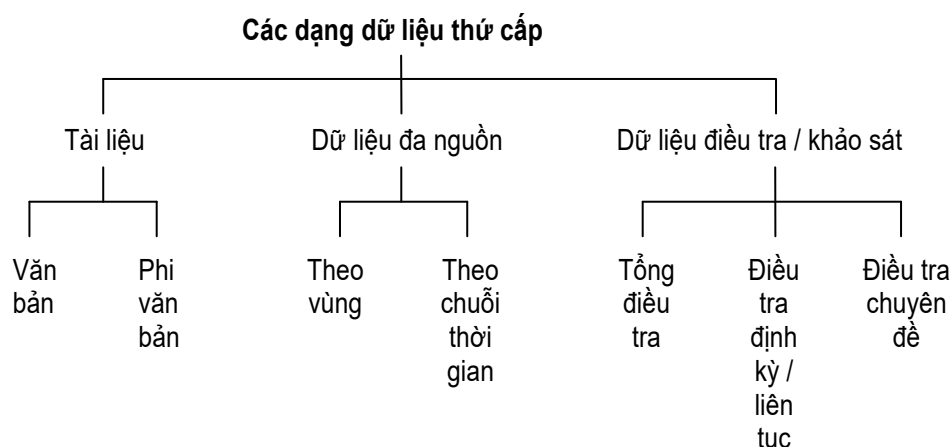 Các dạng dữ liệu thứ cấp
Tài liệu
Dữ liệu đa nguồn
Dữ liệu điều tra / khảo sát
Văn
bản
Phi
văn
bản
Theo
vùng
Theo
chuỗi
thời
gian
Tổng
điều
tra
Điều
tra
định
kỳ /
liên
tục
Điều tra
chuyên
đề